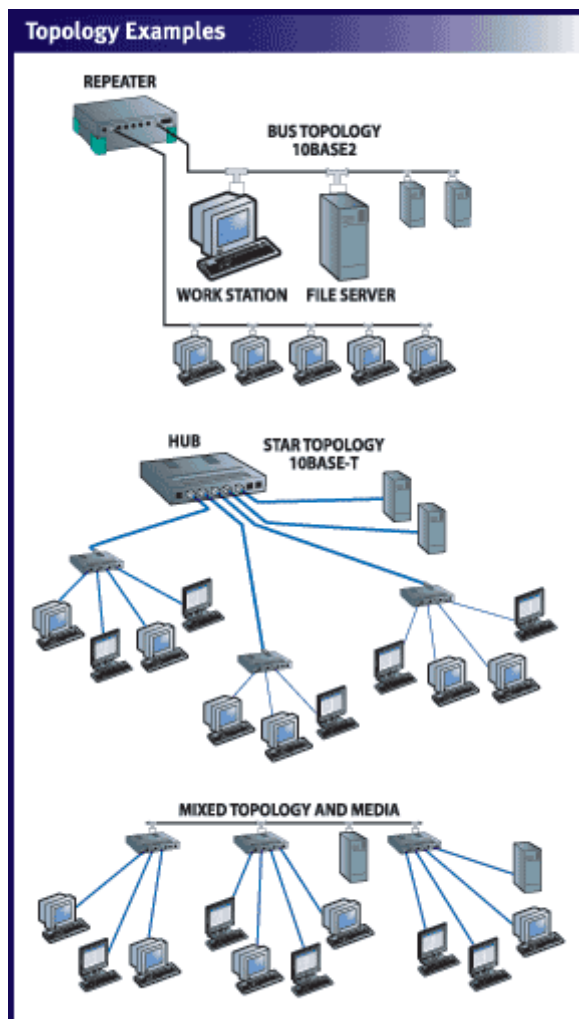 Topology Examples
REPEATER
BUS TOPOLOGY
10BASE2
WORK STATION
FILE SERVER
HUB
STAR TOPOLOGY
10BASE-T
MIXED TOPOLOGY AND MEDIA